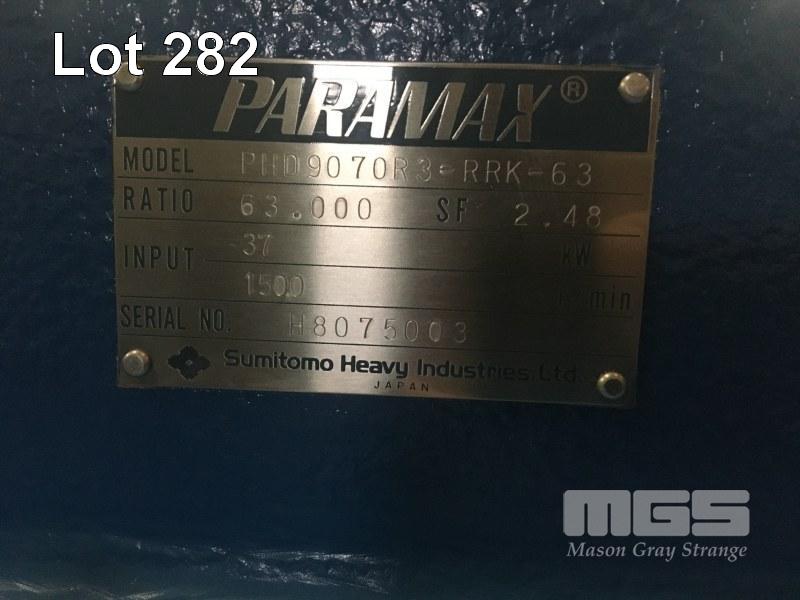 Lot 282
PARAMAX®
MODEL PHD9070R3-RRK-63
RATIO 63.000 SF 2.48
INPUT 37 kW
1500 r/min
SERIAL NO. H8075003
Sumitomo Heavy Industries, Ltd.
JAPAN
MGS
Mason Gray Strange